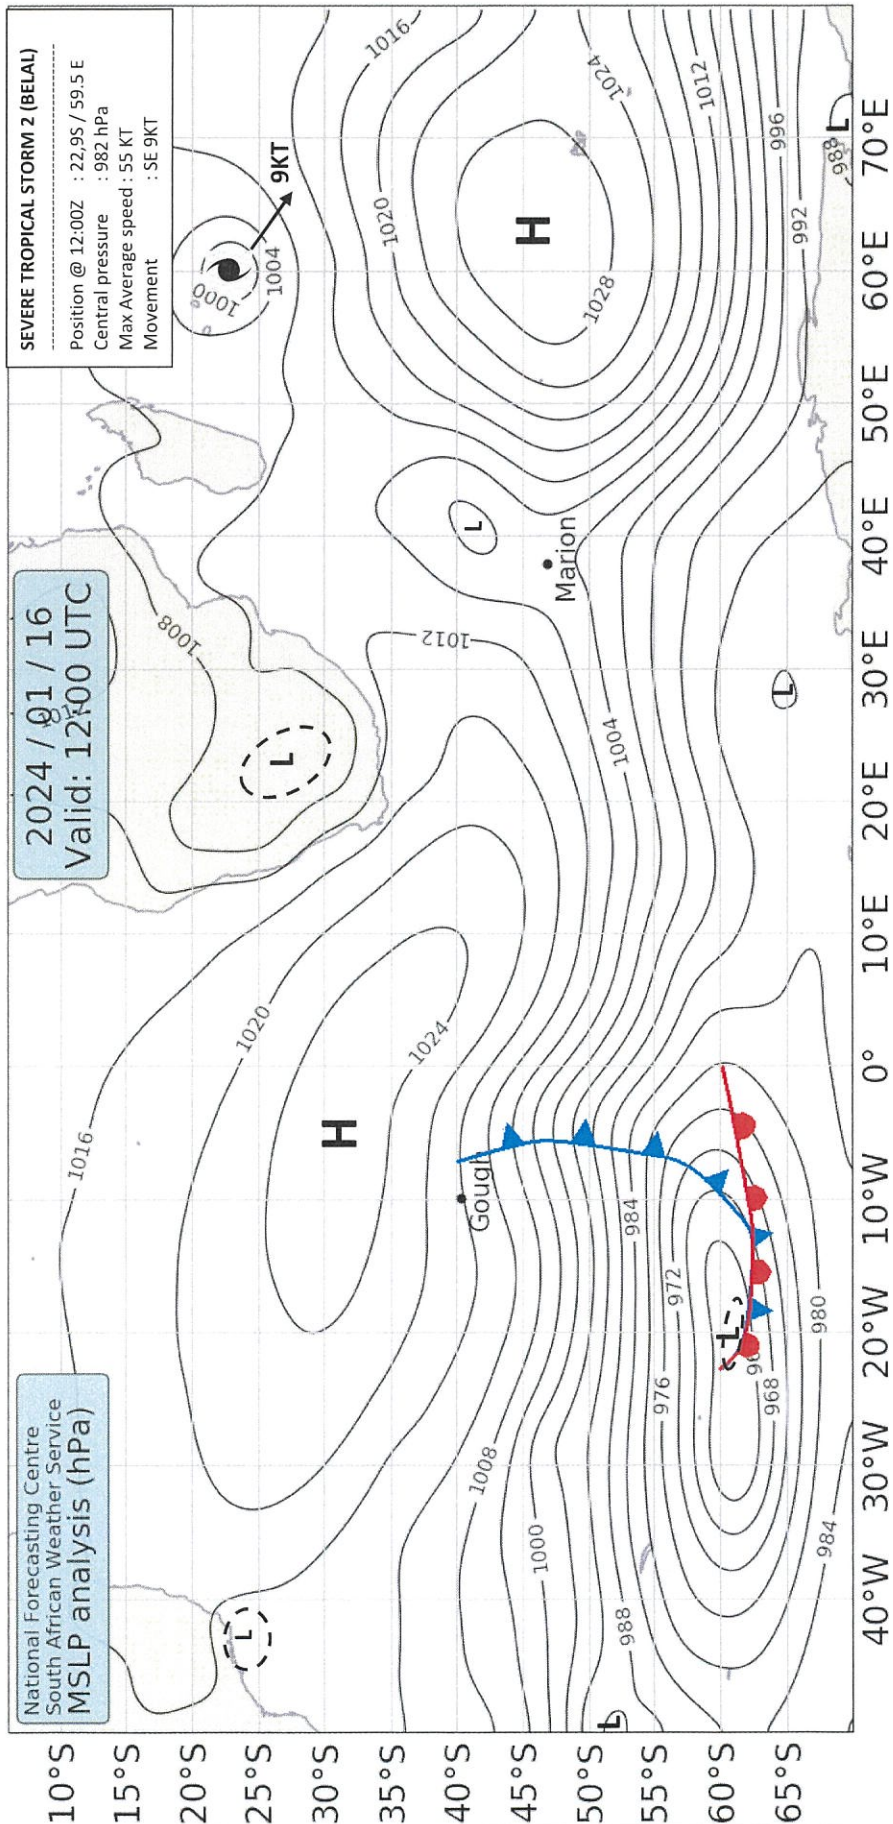 National Forecasting Centre
South African Weather Service
MSLP analysis (hPa)
2024 / 01 / 16
Valid: 12:00 UTC
SEVERE TROPICAL STORM 2 (BELAL)
Position @ 12:00Z : 22,9S / 59.5 E
Central pressure : 982 hPa
Max Average speed : 55 KT
Movement : SE 9KT
9KT
1016
1016
1020
1024
H
Gough
1008
1000
988
L
L
984
976
972
984
968
980
L
1008
L
1012
1004
L
Marion
L
1000
1004
1020
1024
1028
H
1012
996
992
988
L
10°S
15°S
20°S
25°S
30°S
35°S
40°S
45°S
50°S
55°S
60°S
65°S
40°W
30°W
20°W
10°W
0°
10°E
20°E
30°E
40°E
50°E
60°E
70°E